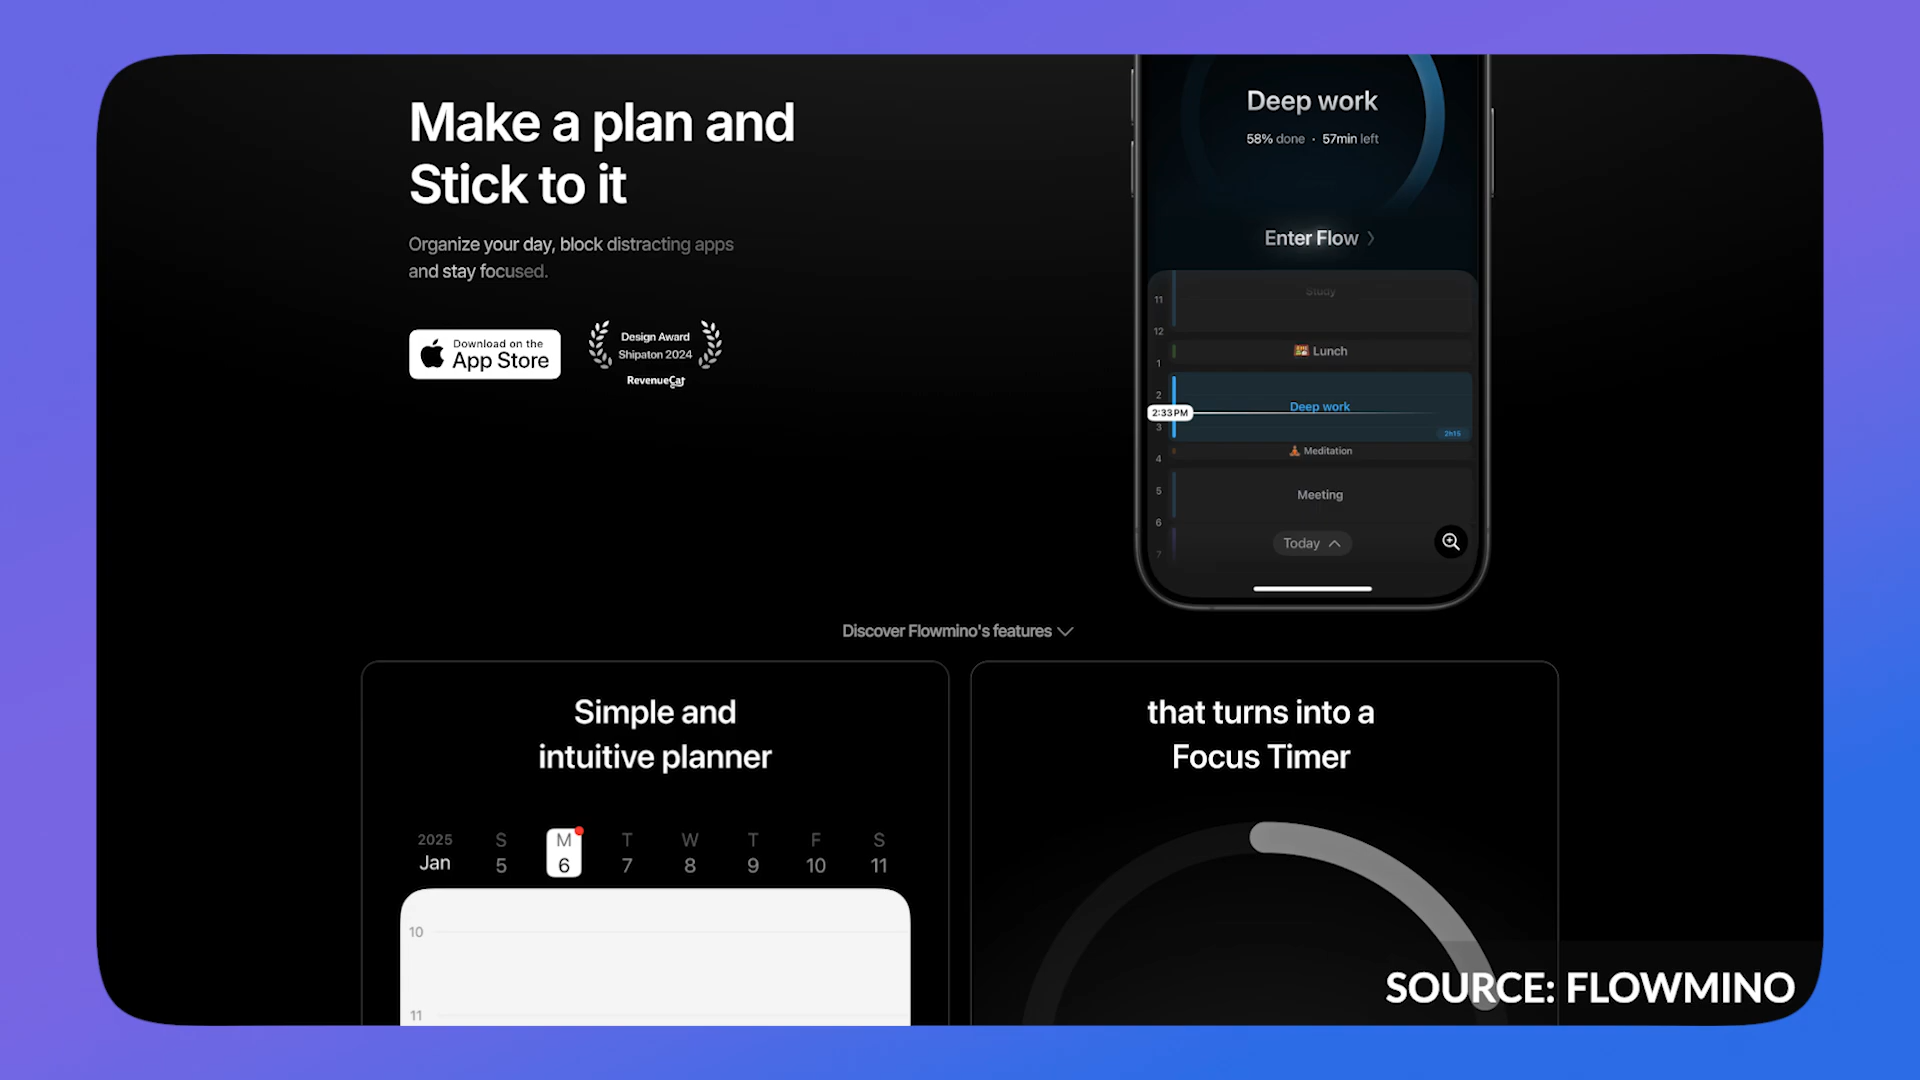 Make a plan and
Stick to it
Organize your day, block distracting apps
and stay focused.
Download on the
App Store
Design Award
Shipaton 2024
RevenueCat
Deep work
58% done · 57min left
Enter Flow
Study
11
12
Lunch
1
2
Deep work
2:33 PM
3
2h15
Meditation
4
5
Meeting
6
Today
7
Discover Flowmino's features
Simple and
intuitive planner
2025
Jan
S M T W T F S
5 6 7 8 9 10 11
10
11
that turns into a
Focus Timer
SOURCE: FLOWMINO